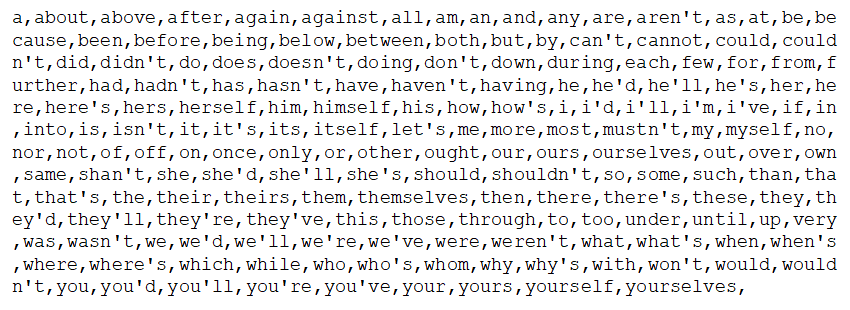 a,about,above,after,again,against,all,am,an,and,any,are,aren't,as,at,be,be
cause,been,before,being,below,between,both,but,by,can't,cannot,could,could
n't,did,didn't,do,does,doesn't,doing,don't,down,during,each,few,for,from,f
urther,had,hadn't,has,hasn't,have,haven't,having,he,he'd,he'll,he's,her,he
re,here's,hers,herself,him,himself,his,how,how's,i,i'd,i'll,i'm,i've,if,in
,into,is,isn't,it,it's,its,itself,let's,me,more,most,mustn't,my,myself,no,
nor,not,of,off,on,once,only,or,other,ought,our,ours,ourselves,out,over,own
,same,shan't,she,she'd,she'll,she's,should,shouldn't,so,some,such,than,tha
t,that's,the,their,theirs,them,themselves,then,there,there's,these,they,th
ey'd,they'll,they're,they've,this,those,through,to,too,under,until,up,very
,was,wasn't,we,we'd,we'll,we're,we've,were,weren't,what,what's,when,when's
,where,where's,which,while,who,who's,whom,why,why's,with,won't,would,would
n't,you,you'd,you'll,you're,you've,your,yours,yourself,yourselves,